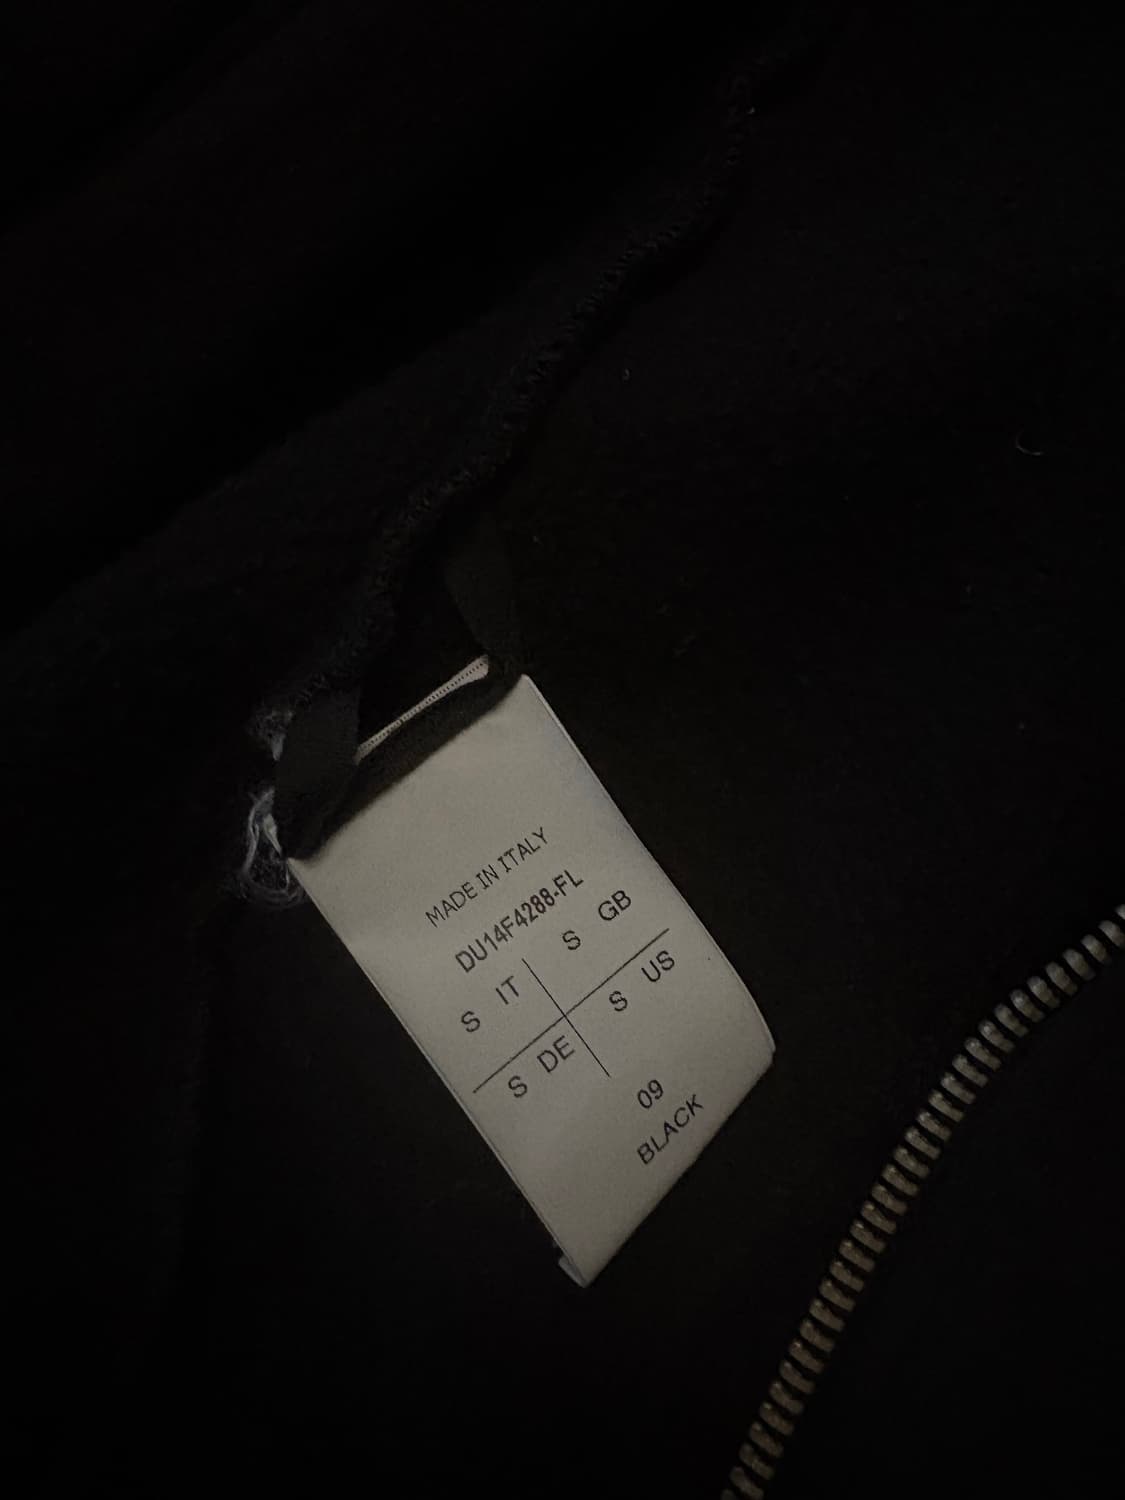 MADE IN ITALY
DU14F4288-FL
S IT S GB
S DE S US
09
BLACK